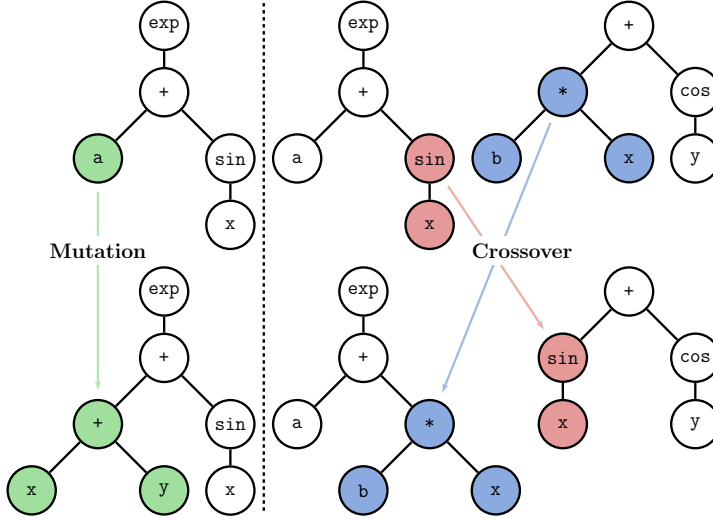 exp exp +
+ + * cos
a sin a sin b x y
x x
Mutation Crossover
exp exp +
+ + sin cos
+ sin a * x y
x y x b x